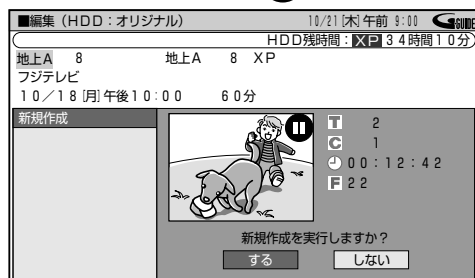 ■編集（HDD：オリジナル） 10/21[木]午前 9:00 GGUIDE
HDD残時間：XP 34時間10分
地上A 8 地上A 8 XP
フジテレビ
10／18[月]午後10:00 60分
新規作成
T 2
C 1
00：12：42
F 22
新規作成を実行しますか？
する しない